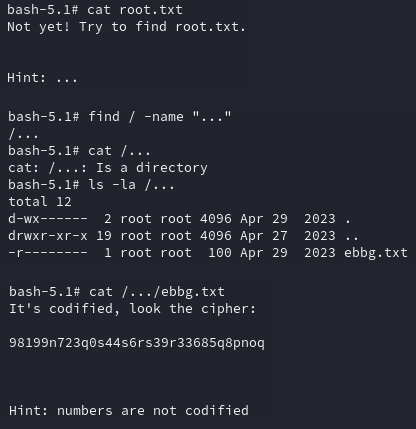 bash-5.1# cat root.txt
Not yet! Try to find root.txt.
Hint: ...
bash-5.1# find / -name "..."
/...
bash-5.1# cat /...
cat: /...: Is a directory
bash-5.1# ls -la /...
total 12
d-wx------  2 root root 4096 Apr 29  2023 .
drwxr-xr-x 19 root root 4096 Apr 27  2023 ..
-r--------  1 root root  100 Apr 29  2023 ebbg.txt
bash-5.1# cat /.../ebbg.txt
It's codified, look the cipher:
98199n723q0s44s6rs39r33685q8pnoq
Hint: numbers are not codified